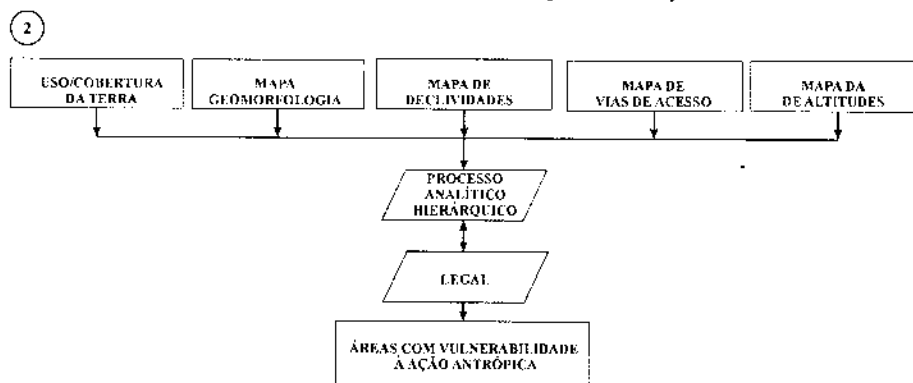 2
USO/COBERTURA
DA TERRA
MAPA
GEOMORFOLOGIA
MAPA DE
DECLIVIDADES
MAPA DE
VIAS DE ACESSO
MAPA DA
DE ALTITUDES
PROCESSO
ANALÍTICO
HIERÁRQUICO
LEGAL
ÁREAS COM VULNERABILIDADE
À AÇÃO ANTRÓPICA